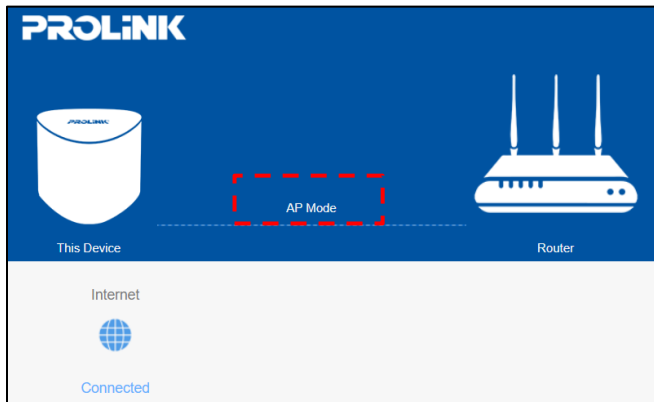 PROLiNK
PROLiNK
AP Mode
This Device
Router
Internet
Connected